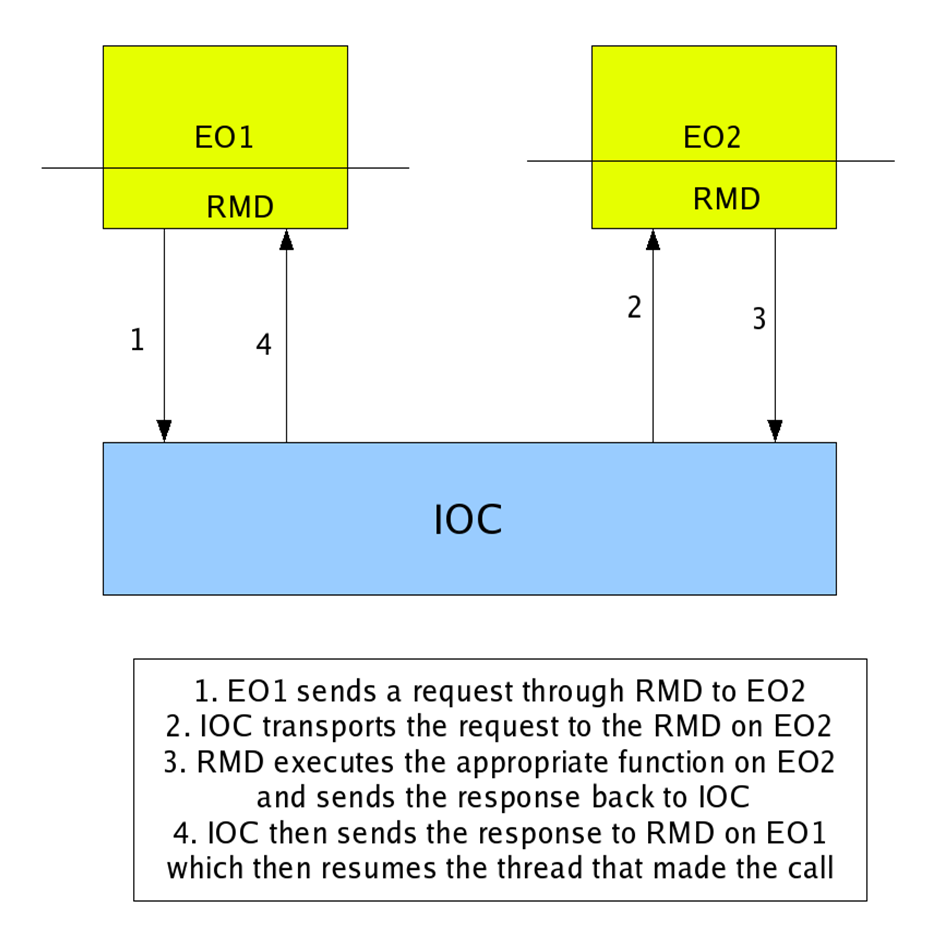 EO1
EO2
RMD
RMD
1
4
2
3
IOC
1. EO1 sends a request through RMD to EO2
2. IOC transports the request to the RMD on EO2
3. RMD executes the appropriate function on EO2
and sends the response back to IOC
4. IOC then sends the response to RMD on EO1
which then resumes the thread that made the call